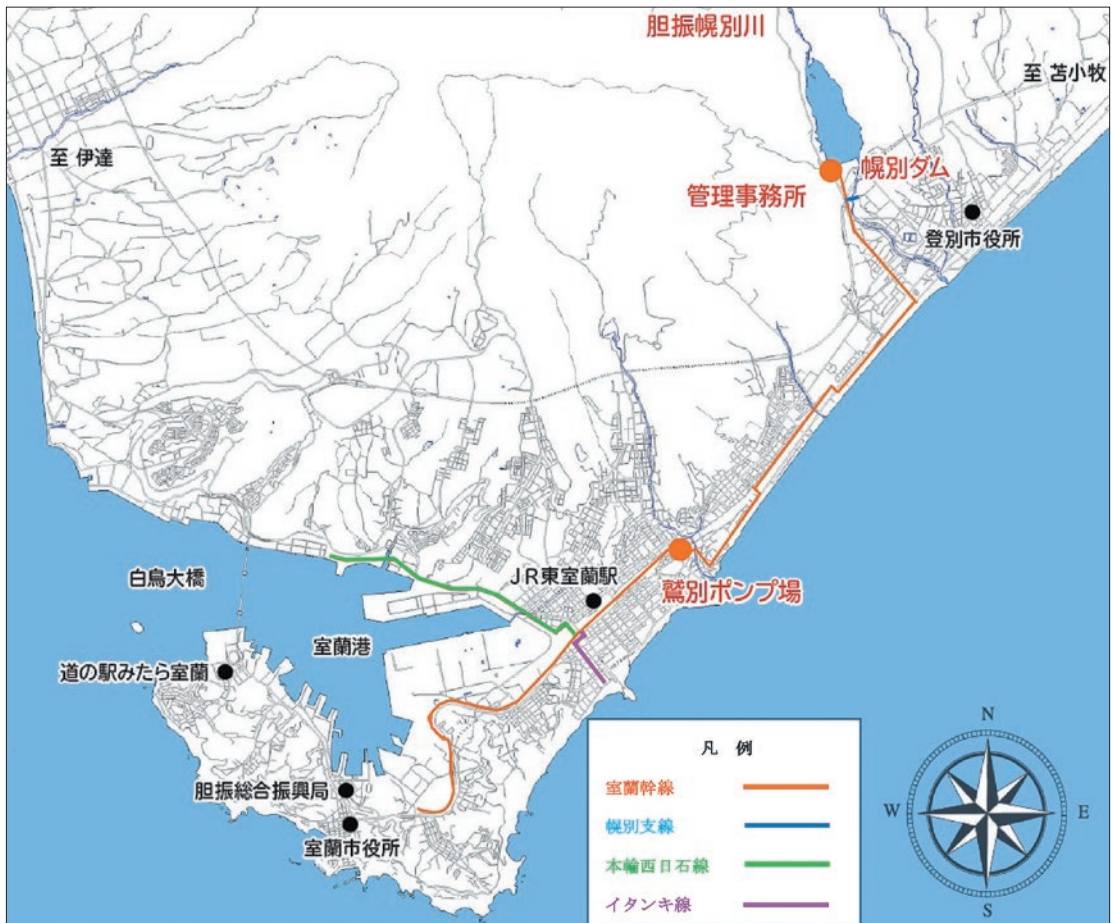 胆振幌別川
至 苫小牧
至 伊達
幌別ダム
管理事務所
登別市役所
JR東室蘭駅
鷲別ポンプ場
白鳥大橋
室蘭港
道の駅みたら室蘭
胆振総合振興局
室蘭市役所
凡 例
室蘭幹線
幌別支線
本輪西日石線
イタンキ線
N
W
E
S